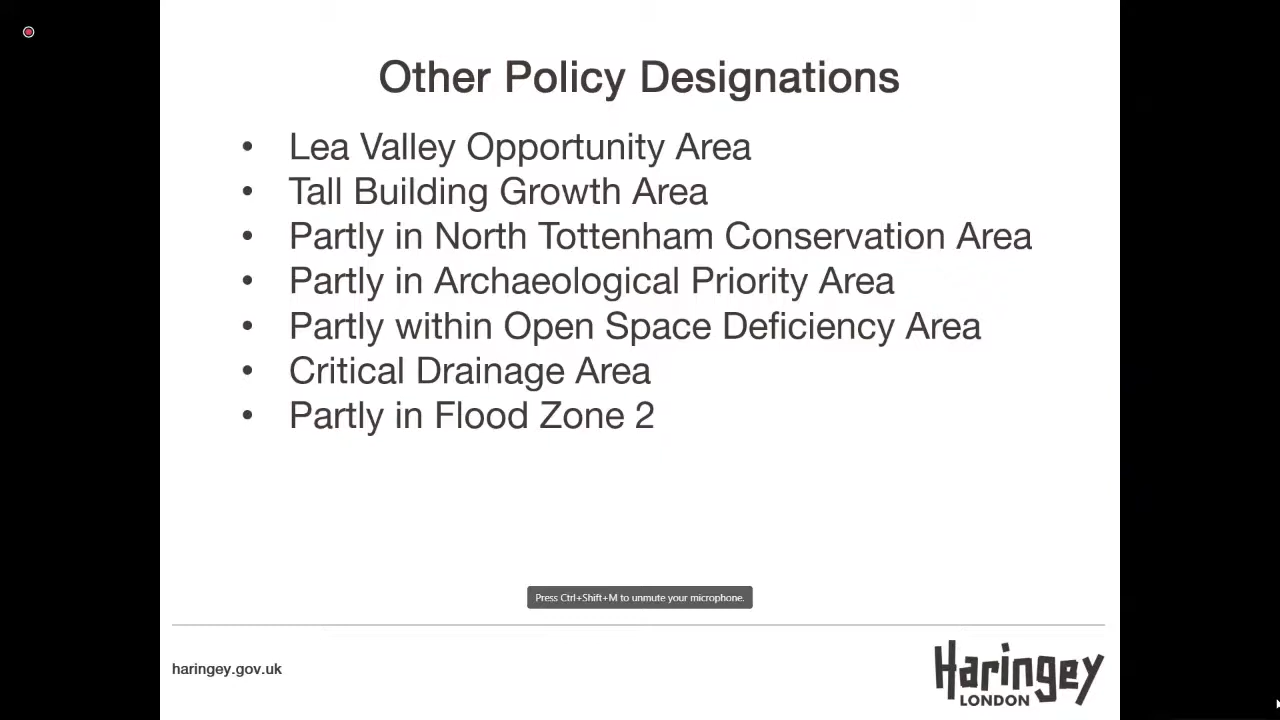 Other Policy Designations
• Lea Valley Opportunity Area
• Tall Building Growth Area
• Partly in North Tottenham Conservation Area
• Partly in Archaeological Priority Area
• Partly within Open Space Deficiency Area
• Critical Drainage Area
• Partly in Flood Zone 2
Press Ctrl+Shift+M to unmute your microphone.
haringey.gov.uk
Haringey
LONDON